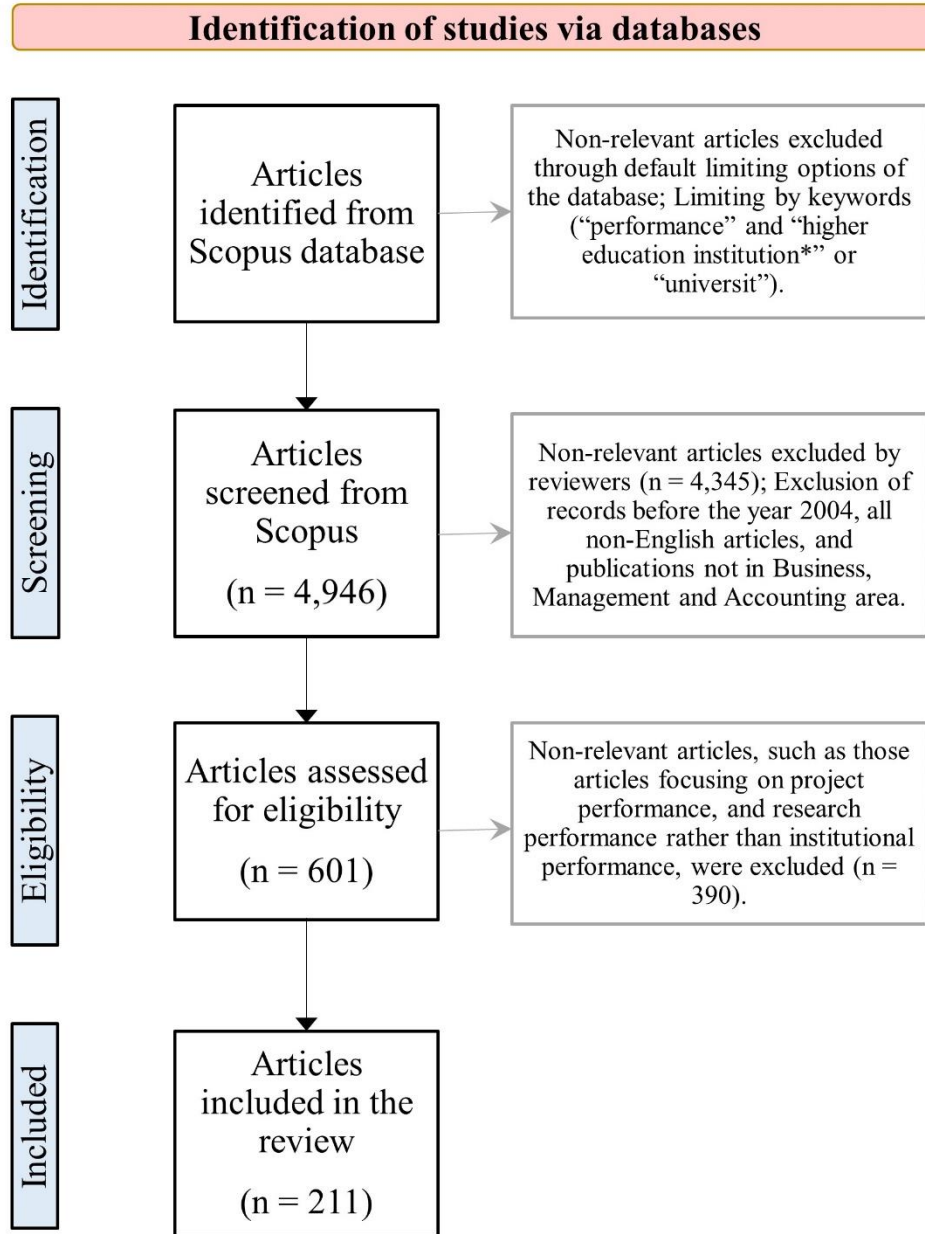 Identification of studies via databases
Identification
Articles
identified from
Scopus database
Non-relevant articles excluded
through default limiting options of
the database; Limiting by keywords
(“performance” and “higher
education institution*” or
“universit”).
Screening
Articles
screened from
Scopus
(n = 4,946)
Non-relevant articles excluded by
reviewers (n = 4,345); Exclusion of
records before the year 2004, all
non-English articles, and
publications not in Business,
Management and Accounting area.
Eligibility
Articles assessed
for eligibility
(n = 601)
Non-relevant articles, such as those
articles focusing on project
performance, and research
performance rather than institutional
performance, were excluded (n =
390).
Included
Articles
included in the
review
(n = 211)